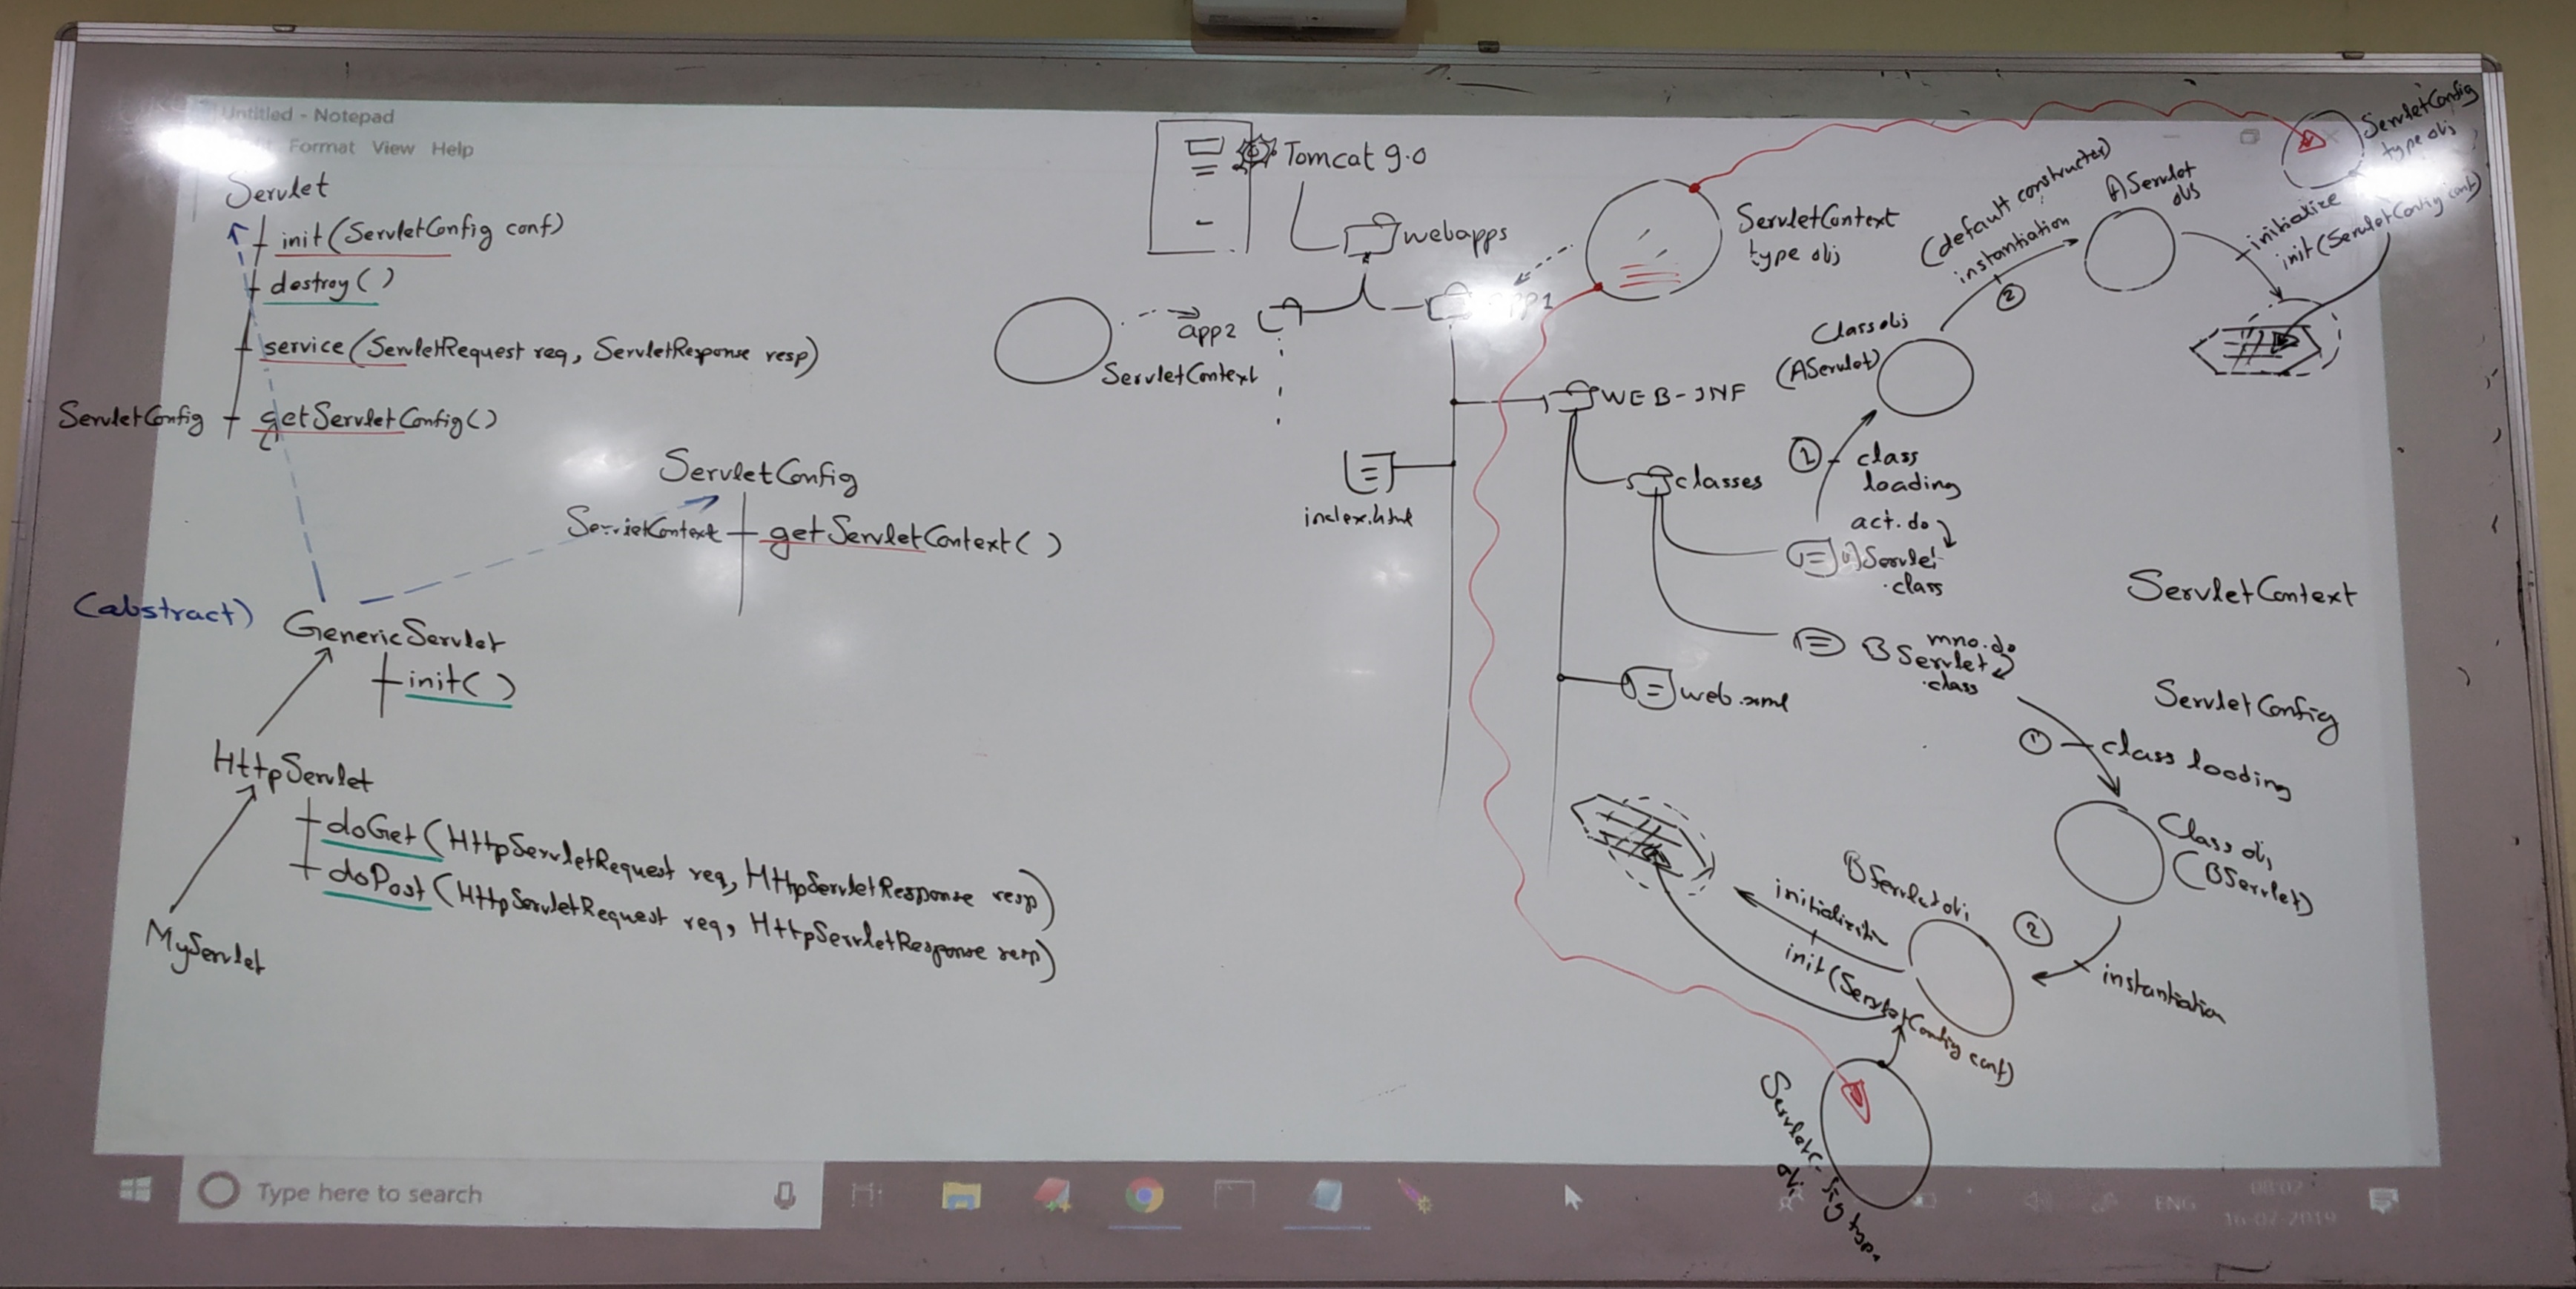 Untitled - Notepad
Format View Help
Servlet
init(ServletConfig conf)
destroy()
service(ServletRequest req, ServletResponse resp)
ServletConfig getServletConfig()
ServletConfig
ServletContext getServletContext()
(abstract)
GenericServlet
init()
HttpServlet
doGet(HttpServletRequest req, HttpServletResponse resp)
doPost(HttpServletRequest req, HttpServletResponse resp)
MyServlet
Tomcat 9.0
webapps
app2
app1
ServletContext
ServletContext
type obj
WEB-INF
index.html
classes
act.do
AServlet
.class
mno.do
BServlet
.class
web.xml
1 class
loading
Class obj
(AServlet)
(default constructor)
instantiation
2
AServlet
obj
initialize
init(ServletConfig conf)
ServletConfig
type obj
ServletContext
ServletConfig
1 class loading
Class obj
(BServlet)
2
instantiation
BServlet obj
init(ServletConfig conf)
type
obj
Type here to search
ENG
08:02
16-07-2019